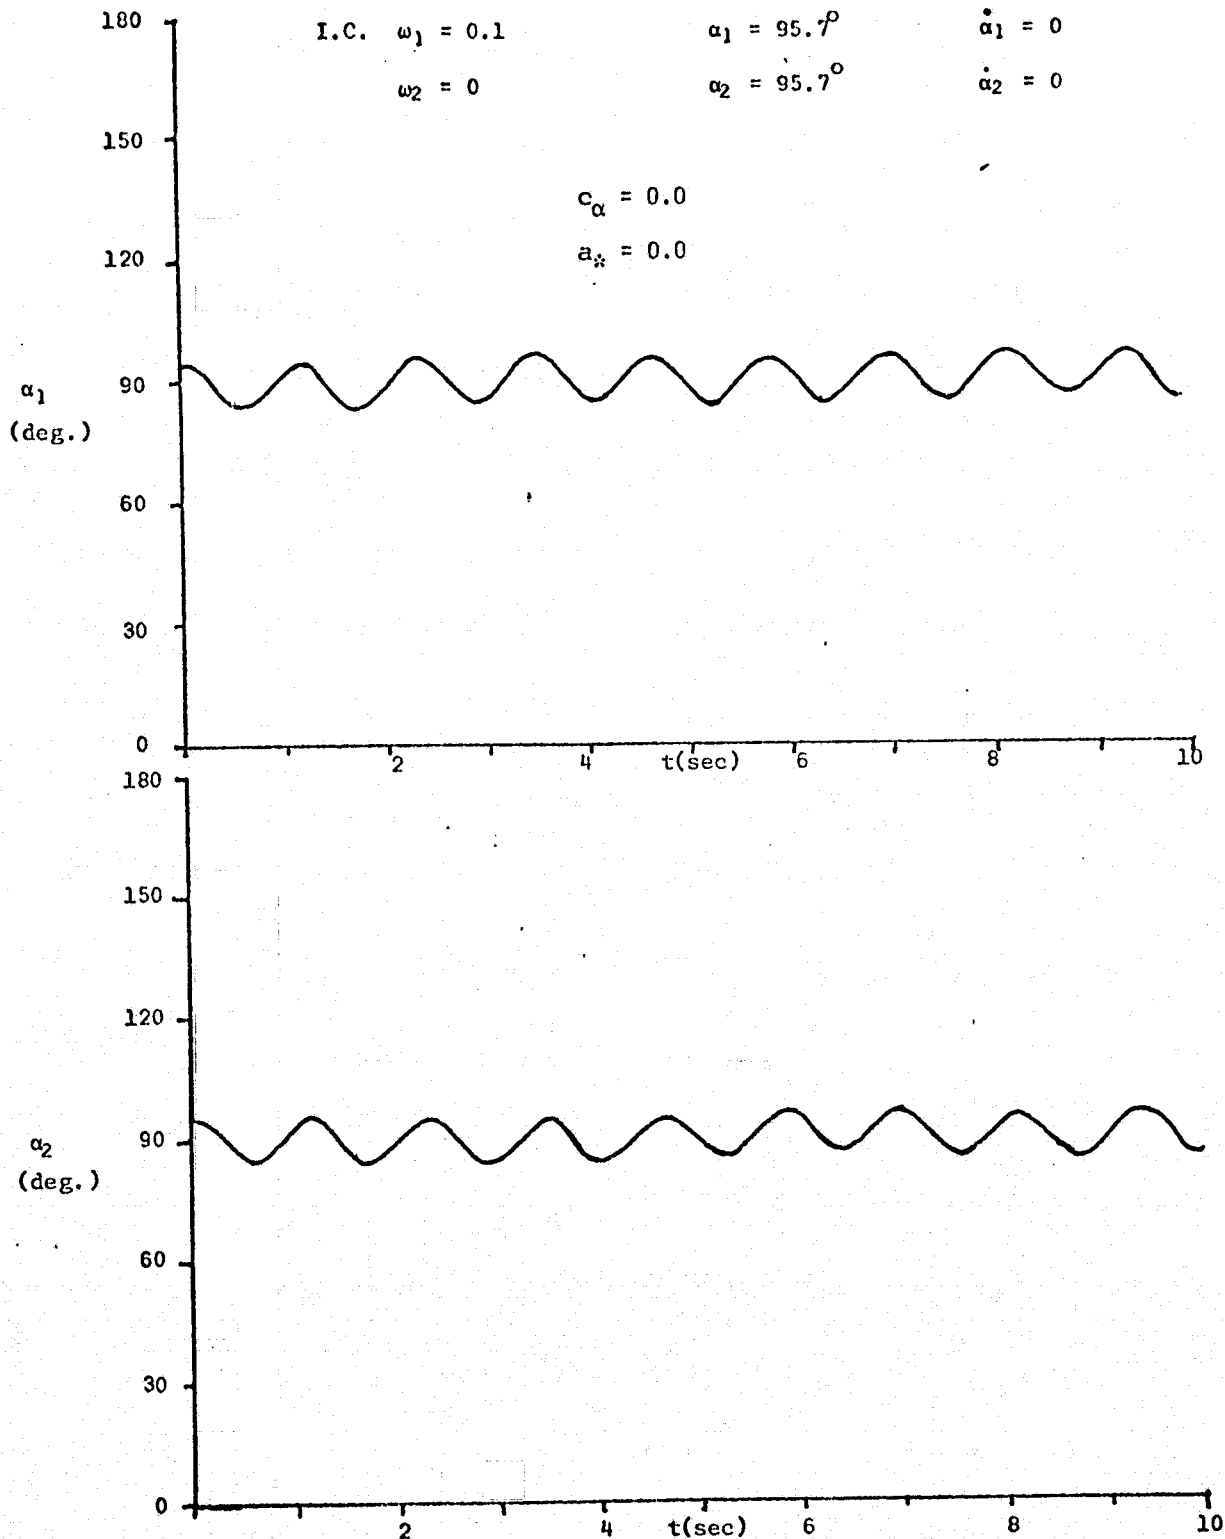 180
I.C. ω₁ = 0.1 α₁ = 95.7° α̇₁ = 0
ω₂ = 0 α₂ = 95.7° α̇₂ = 0
150
c_α = 0.0
120
a_* = 0.0
90
α₁
(deg.)
60
30
0
2 4 t(sec) 6 8 10
180
150
120
90
α₂
(deg.)
60
30
0
2 4 t(sec) 6 8 10